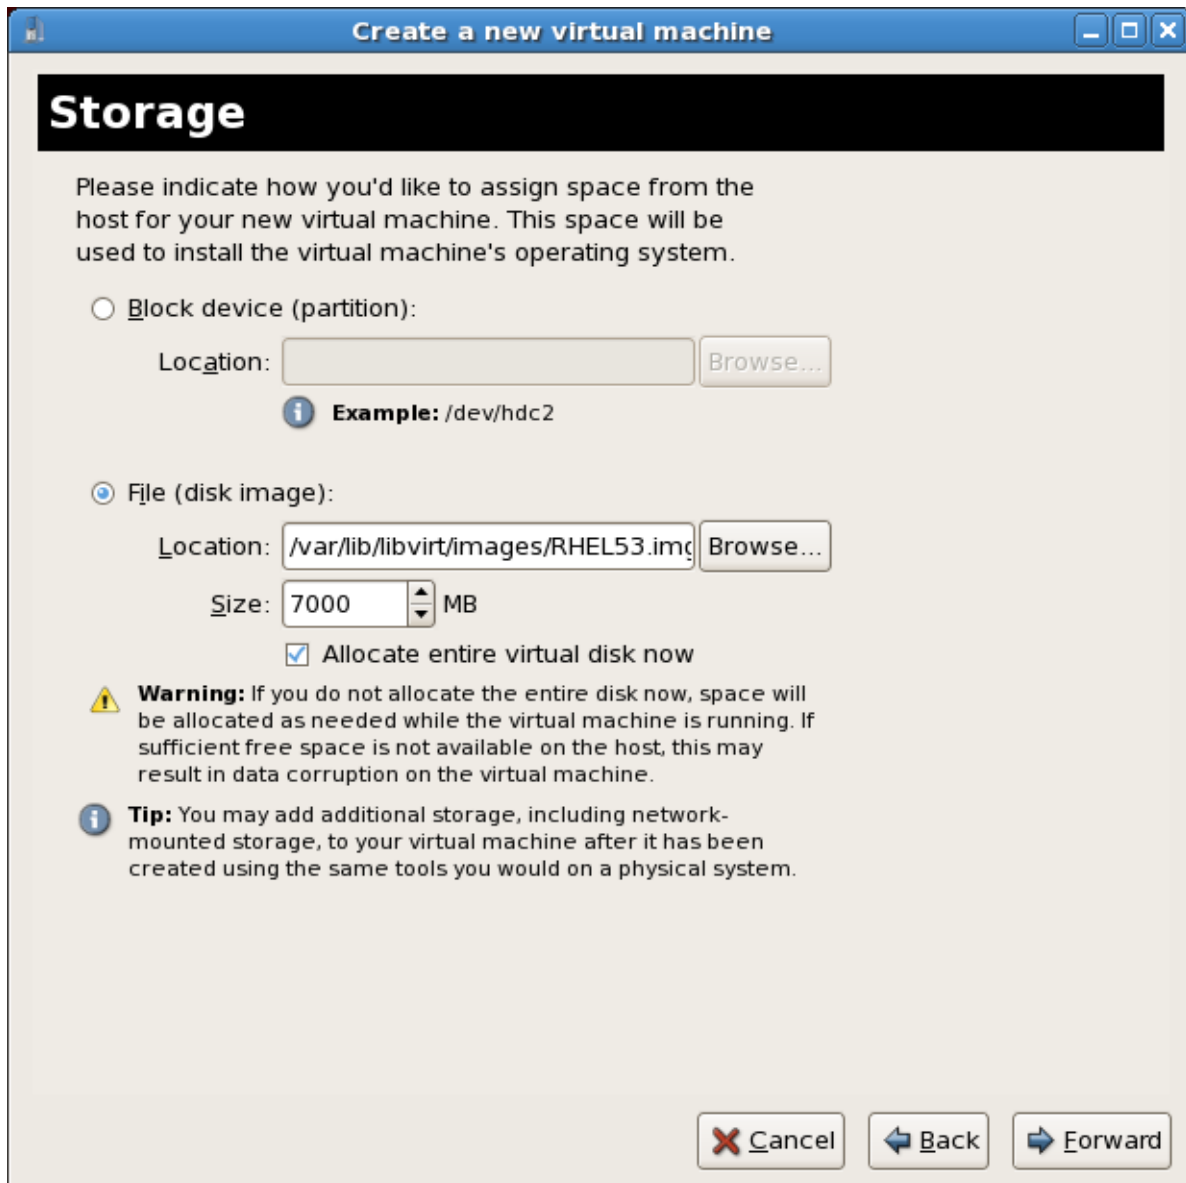 Create a new virtual machine
Storage
Please indicate how you'd like to assign space from the
host for your new virtual machine. This space will be
used to install the virtual machine's operating system.
Block device (partition):
Location: Browse...
Example: /dev/hdc2
File (disk image):
Location: /var/lib/libvirt/images/RHEL53.img Browse...
Size: 7000 MB
Allocate entire virtual disk now
Warning: If you do not allocate the entire disk now, space will
be allocated as needed while the virtual machine is running. If
sufficient free space is not available on the host, this may
result in data corruption on the virtual machine.
Tip: You may add additional storage, including network-
mounted storage, to your virtual machine after it has been
created using the same tools you would on a physical system.
Cancel Back Forward